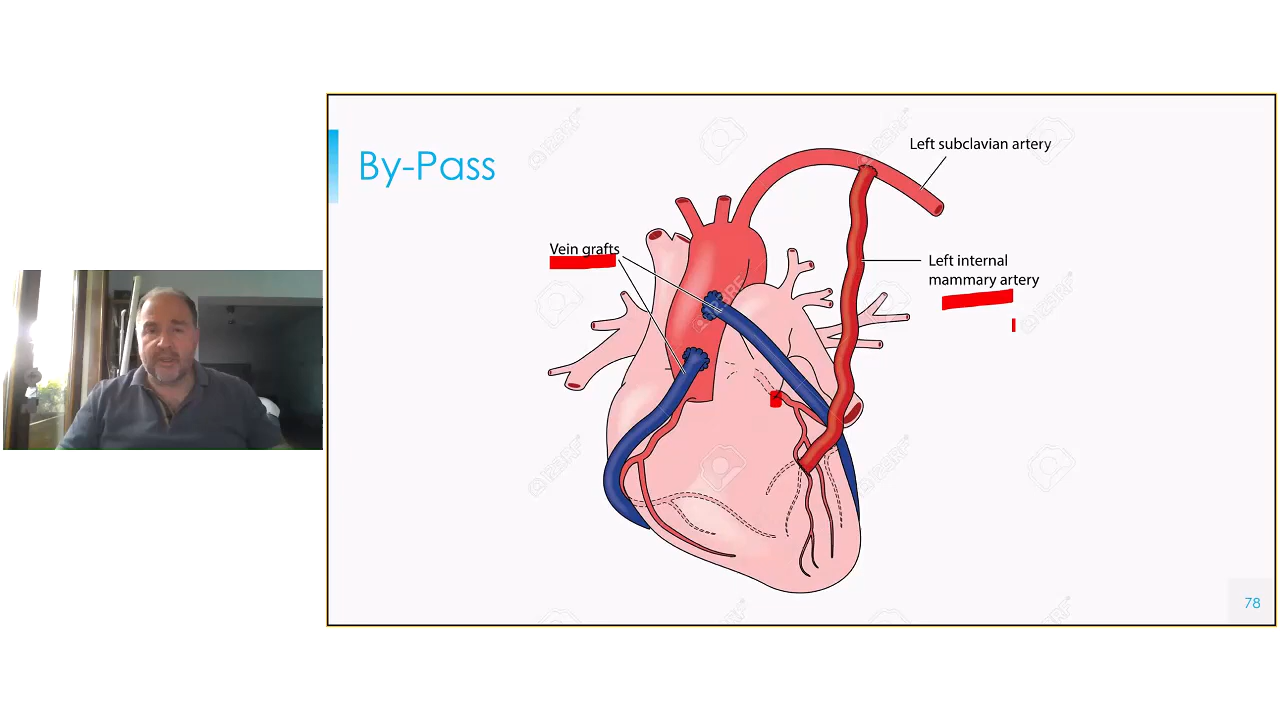 By-Pass
Left subclavian artery
Vein grafts
Left internal
mammary artery
78